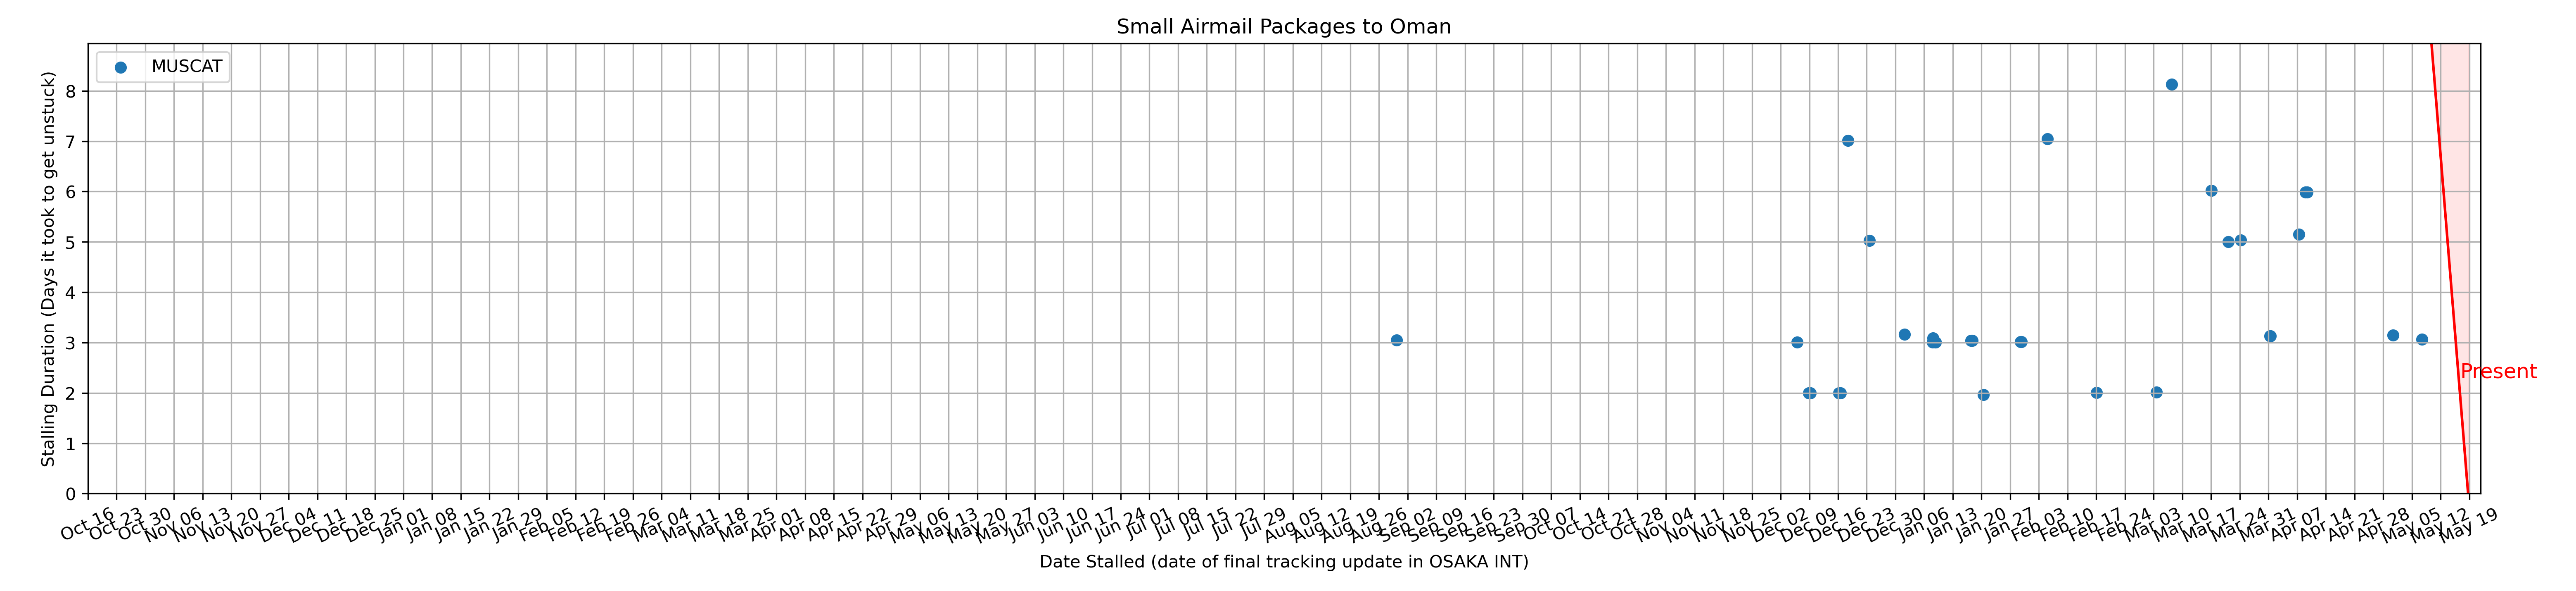 Small Airmail Packages to Oman
MUSCAT
Stalling Duration (Days it took to get unstuck)
8
7
6
5
4
3
2
1
0
Present
Oct 16
Oct 23
Oct 30
Nov 06
Nov 13
Nov 20
Nov 27
Dec 04
Dec 11
Dec 18
Dec 25
Jan 01
Jan 08
Jan 15
Jan 22
Jan 29
Feb 05
Feb 12
Feb 19
Feb 26
Mar 04
Mar 11
Mar 18
Mar 25
Apr 01
Apr 08
Apr 15
Apr 22
Apr 29
May 06
May 13
May 20
May 27
Jun 03
Jun 10
Jun 17
Jun 24
Jul 01
Jul 08
Jul 15
Jul 22
Jul 29
Aug 05
Aug 12
Aug 19
Aug 26
Sep 02
Sep 09
Sep 16
Sep 23
Sep 30
Oct 07
Oct 14
Oct 21
Oct 28
Nov 04
Nov 11
Nov 18
Nov 25
Dec 02
Dec 09
Dec 16
Dec 23
Dec 30
Jan 06
Jan 13
Jan 20
Jan 27
Feb 03
Feb 10
Feb 17
Feb 24
Mar 03
Mar 10
Mar 17
Mar 24
Mar 31
Apr 07
Apr 14
Apr 21
Apr 28
May 05
May 12
May 19
Date Stalled (date of final tracking update in OSAKA INT)